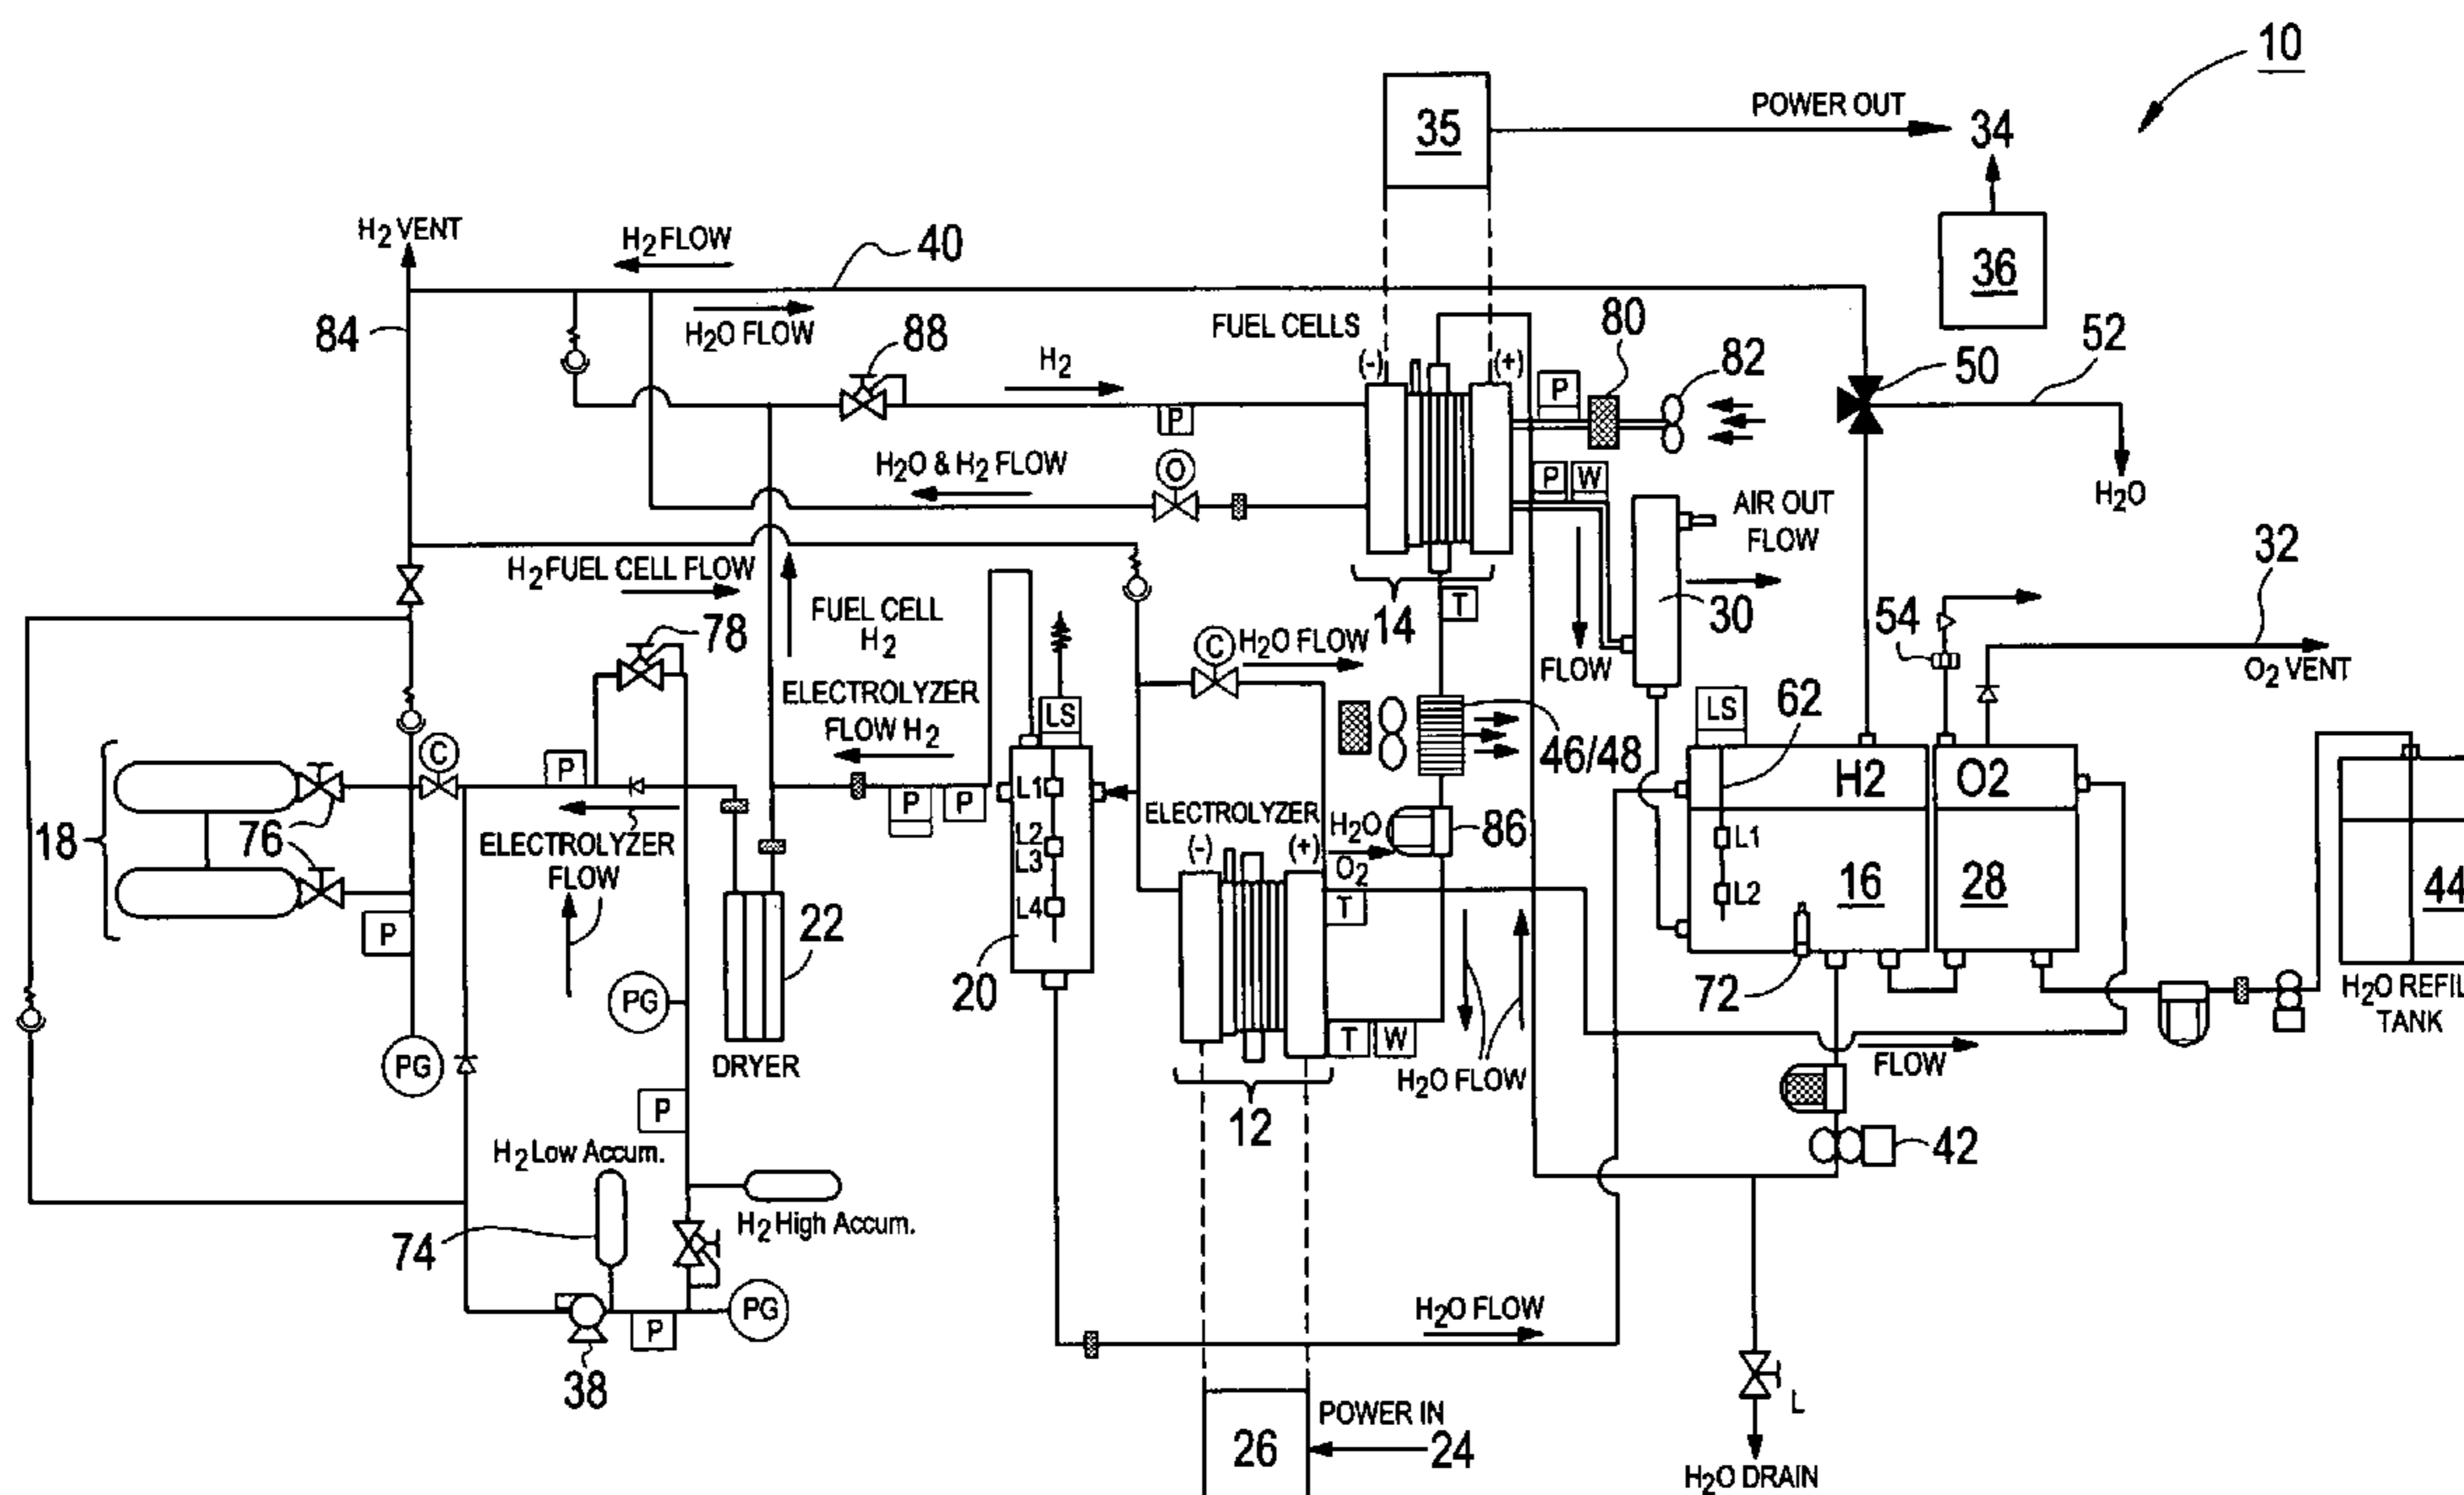 10
35
POWER OUT
34
36
H2 VENT
H2 FLOW
40
84
H2O FLOW
88
FUEL CELLS
80
82
50
52
H2
(-)
(+)
P
P
H2O & H2 FLOW
O
P
W
AIR OUT
FLOW
H2O
32
H2 FUEL CELL FLOW
14
T
30
54
78
FUEL CELL
H2
C
H2O FLOW
FLOW
O2 VENT
ELECTROLYZER
FLOW H2
LS
46/48
LS
62
18
76
C
P
P
P
L1
L2
L3
L4
ELECTROLYZER
H2O
O2
86
(-)
(+)
H2
O2
L1
L2
16
28
44
ELECTROLYZER
FLOW
P
22
20
T
72
H2O REFIL
TANK
PG
PG
DRYER
T
W
H2O FLOW
FLOW
12
P
42
H2 Low Accum.
74
H2 High Accum.
P
PG
38
H2O FLOW
L
26
POWER IN
24
H2O DRAIN